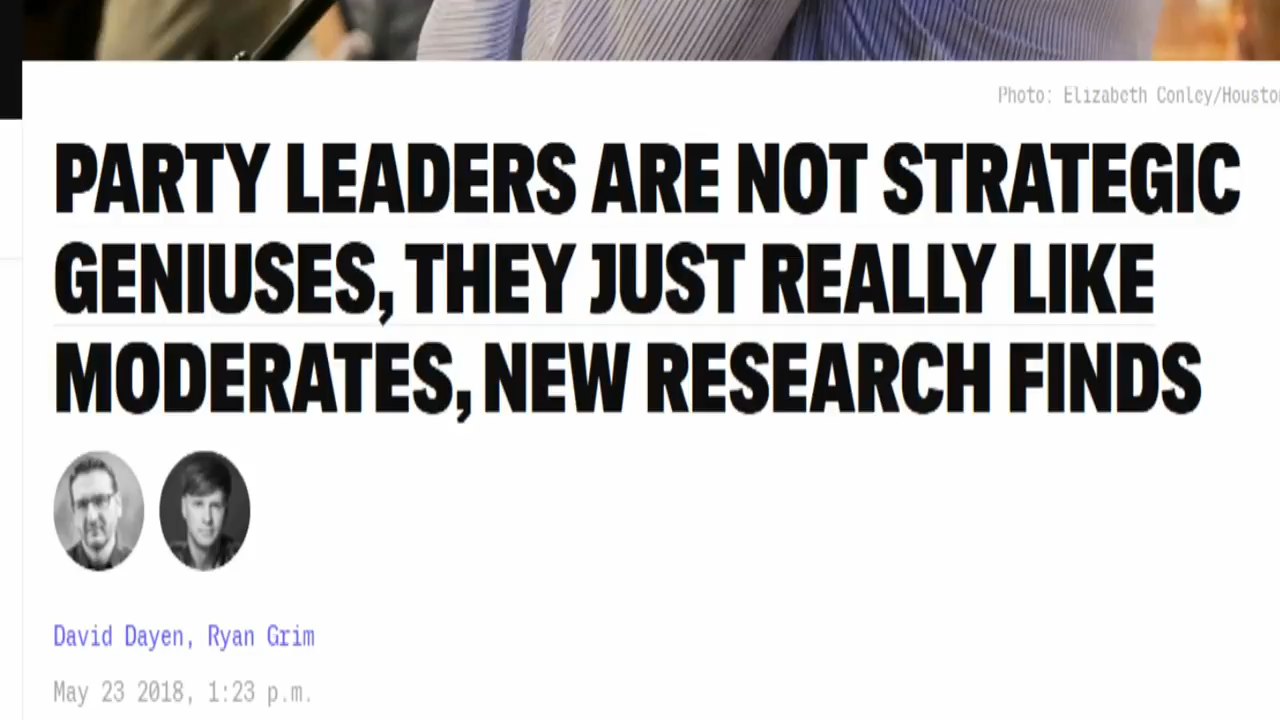 Photo: Elizabeth Conley/Housto
PARTY LEADERS ARE NOT STRATEGIC
GENIUSES, THEY JUST REALLY LIKE
MODERATES, NEW RESEARCH FINDS
David Dayen, Ryan Grim
May 23 2018, 1:23 p.m.